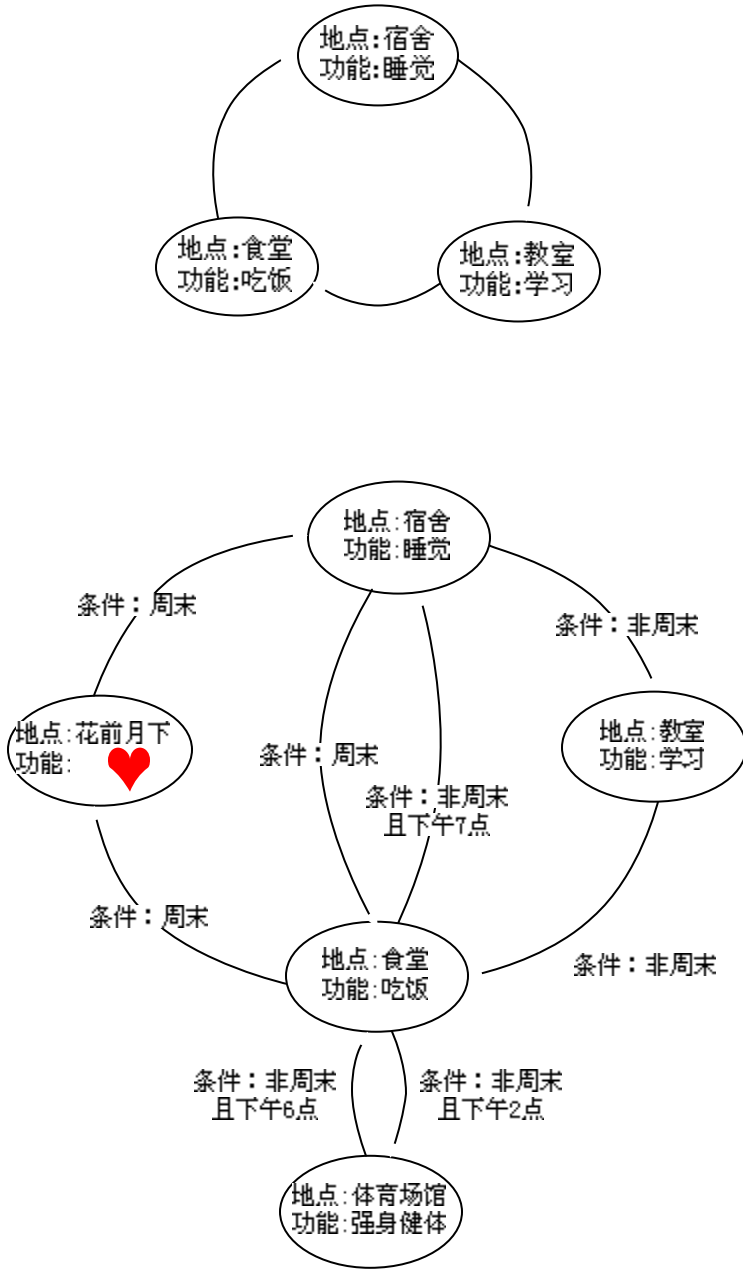 地点:宿舍
功能:睡觉
地点:食堂
功能:吃饭
地点:教室
功能:学习
地点:宿舍
功能:睡觉
条件：周末
条件：非周末
地点:花前月下
功能:
条件：周末
条件：非周末
且下午7点
地点:教室
功能:学习
条件：周末
地点:食堂
功能:吃饭
条件：非周末
条件：非周末
且下午6点
条件：非周末
且下午2点
地点:体育场馆
功能:强身健体